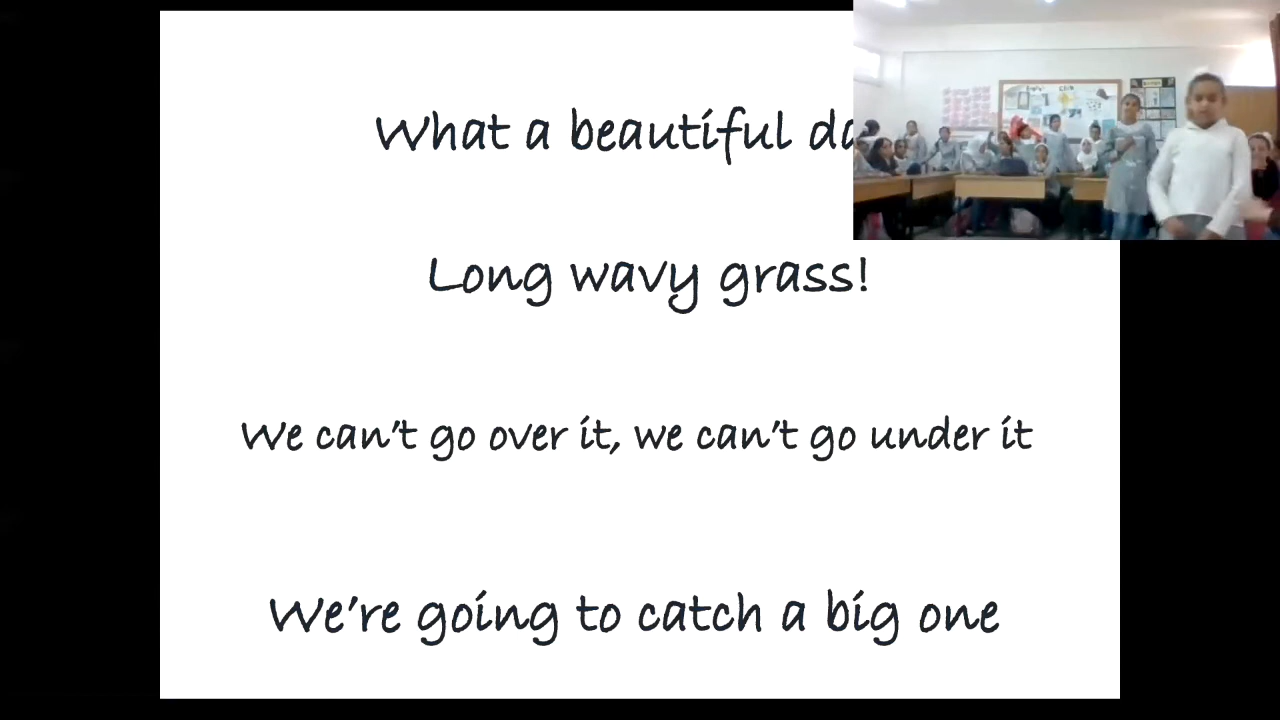 What a beautiful
Long wavy grass!
We can't go over it, we can't go under it
We're going to catch a big one